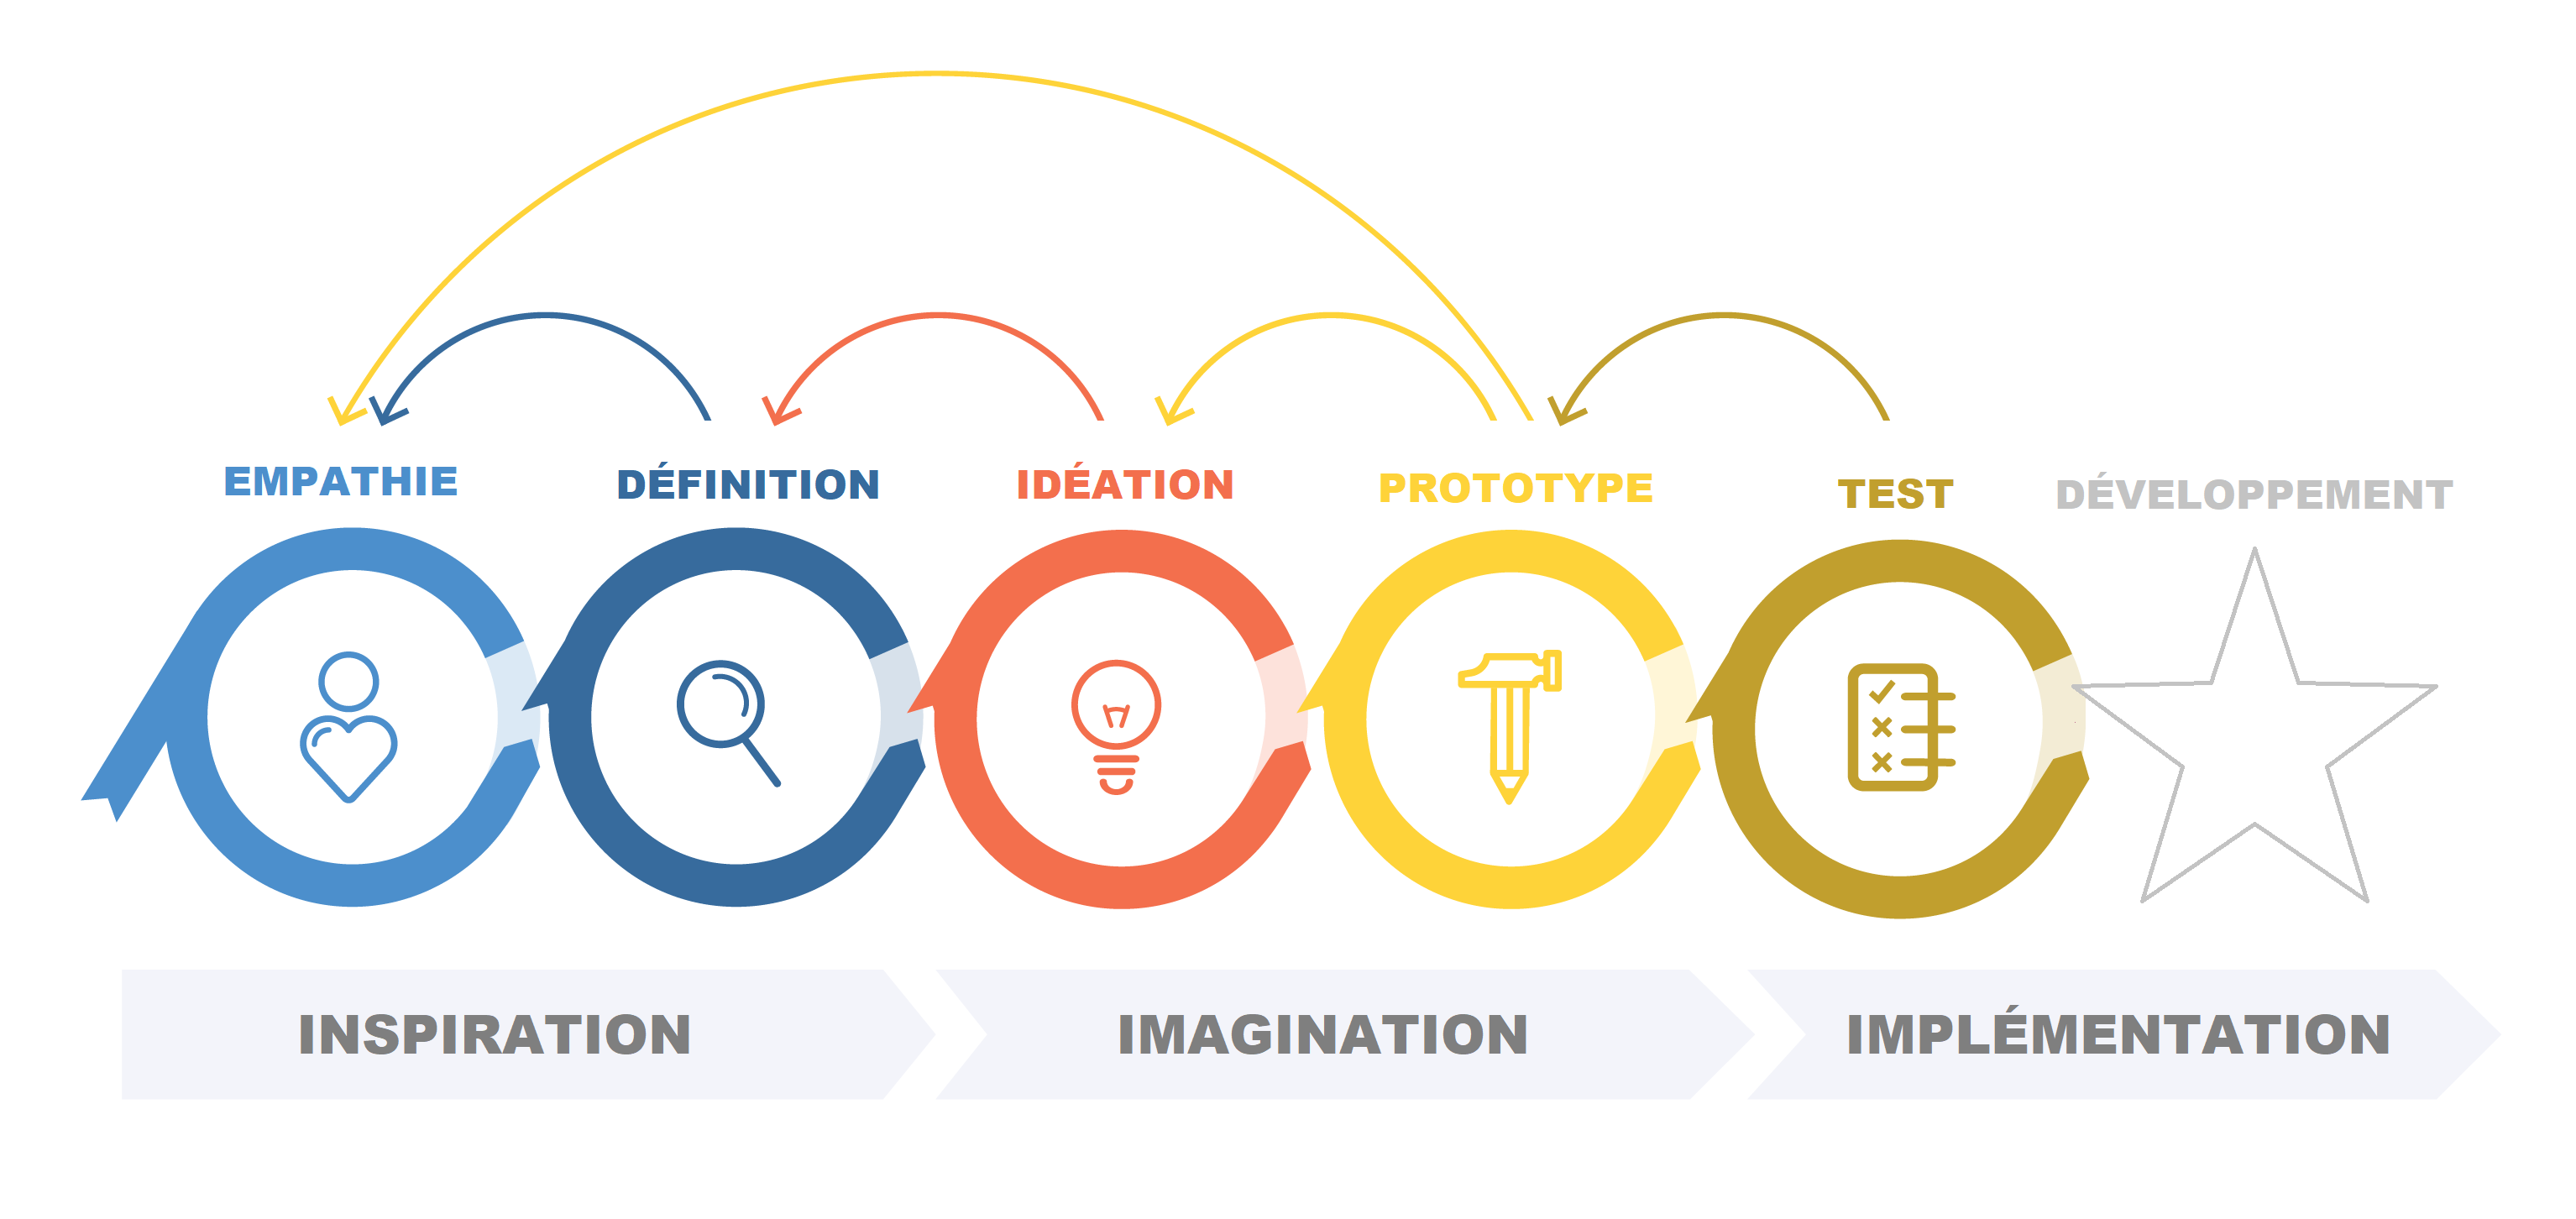 EMPATHIE
DÉFINITION
IDÉATION
PROTOTYPE
TEST
DÉVELOPPEMENT
INSPIRATION
IMAGINATION
IMPLÉMENTATION